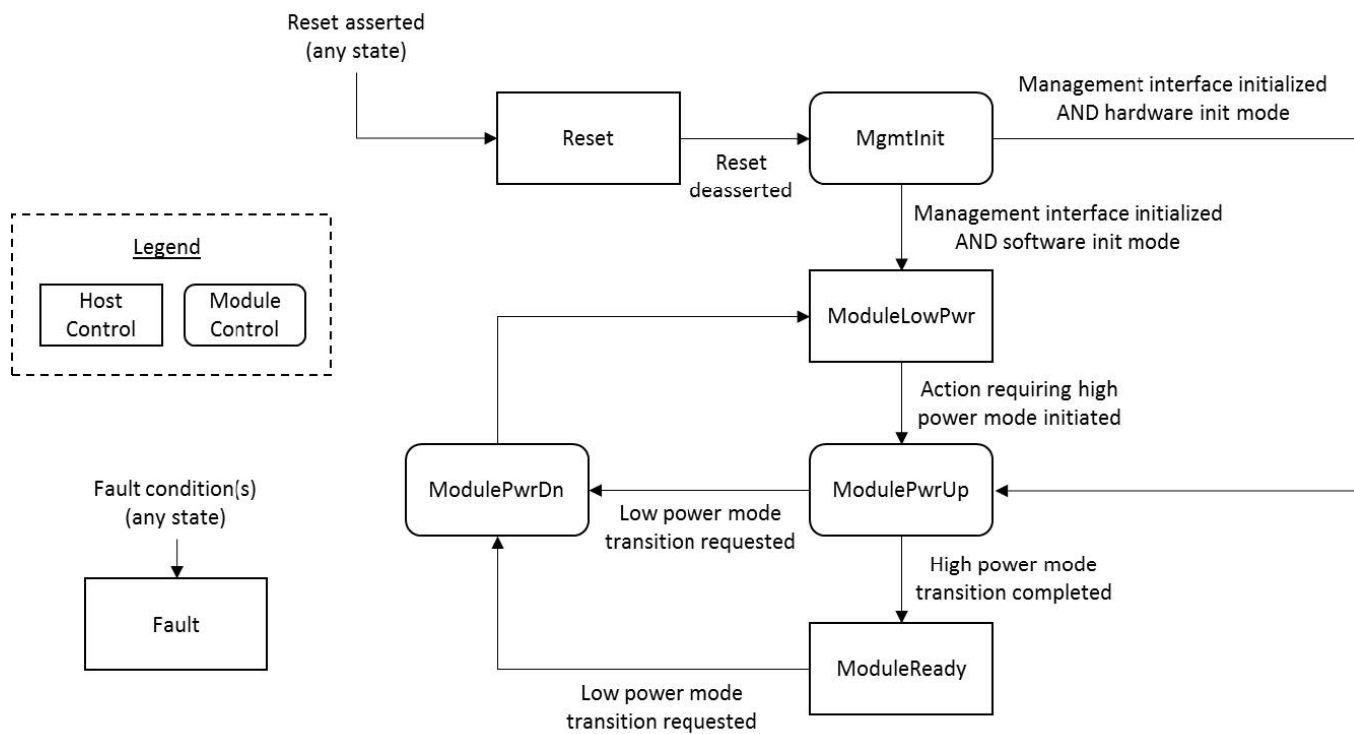 Reset asserted
(any state)
Reset
Reset
deasserted
MgmtInit
Management interface initialized
AND hardware init mode
Management interface initialized
AND software init mode
Legend
Host
Control
Module
Control
ModuleLowPwr
Action requiring high
power mode initiated
ModulePwrDn
Low power mode
transition requested
ModulePwrUp
Fault condition(s)
(any state)
Fault
High power mode
transition completed
ModuleReady
Low power mode
transition requested